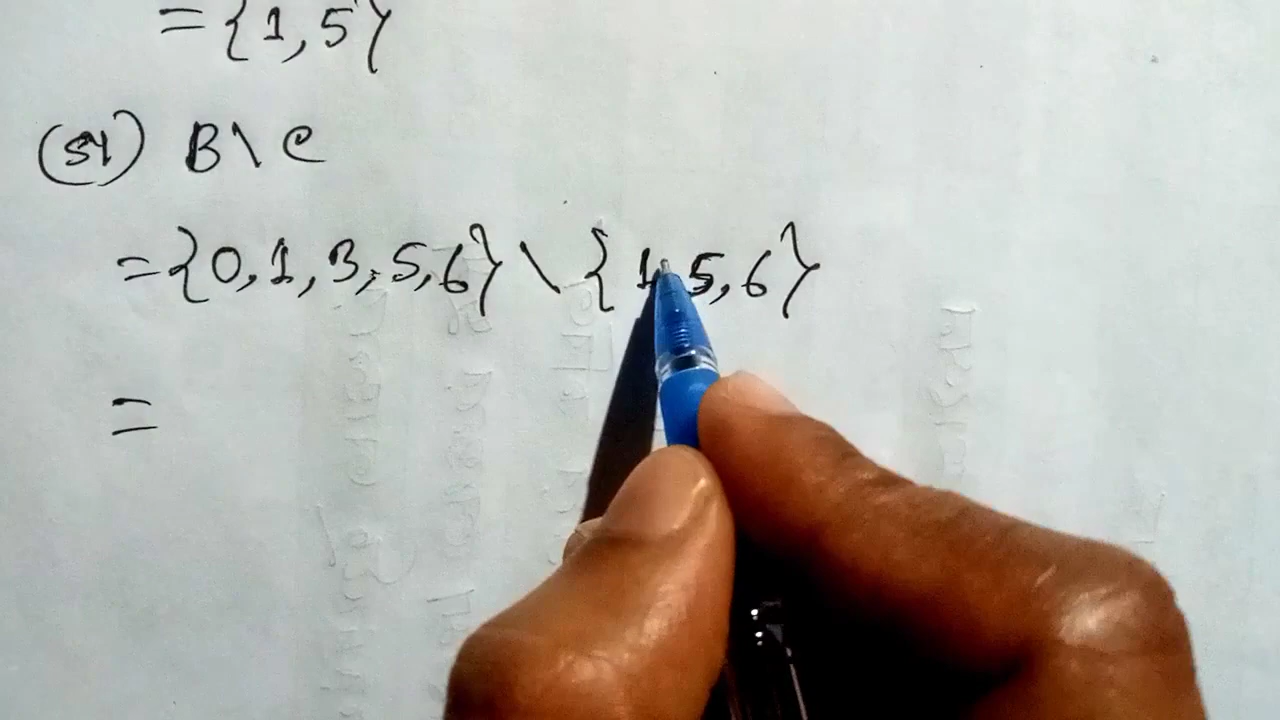 = {1, 5}
(ঙ) B \ C
= {0, 1, 3, 5, 6} \ { 1, 5, 6}
=